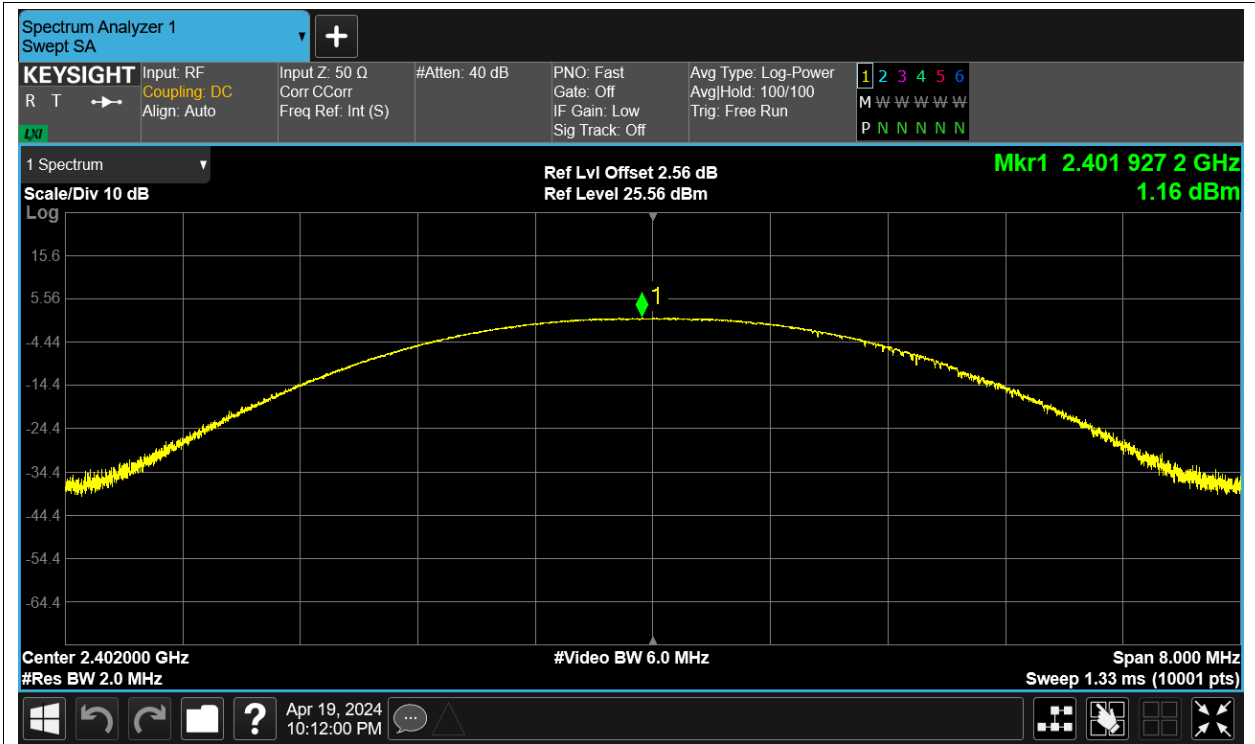 Spectrum Analyzer 1
Swept SA
+
KEYSIGHT
R T
LXI
Input: RF
Coupling: DC
Align: Auto
Input Z: 50 Ω
Corr CCorr
Freq Ref: Int (S)
#Atten: 40 dB
PNO: Fast
Gate: Off
IF Gain: Low
Sig Track: Off
Avg Type: Log-Power
Avg|Hold: 100/100
Trig: Free Run
1 2 3 4 5 6
M W W W W W
P N N N N N
1 Spectrum
Scale/Div 10 dB
Log
Ref Lvl Offset 2.56 dB
Ref Level 25.56 dBm
Mkr1 2.401 927 2 GHz
1.16 dBm
15.6
5.56
1
-4.44
-14.4
-24.4
-34.4
-44.4
-54.4
-64.4
Center 2.402000 GHz
#Res BW 2.0 MHz
#Video BW 6.0 MHz
Span 8.000 MHz
Sweep 1.33 ms (10001 pts)
?
Apr 19, 2024
10:12:00 PM